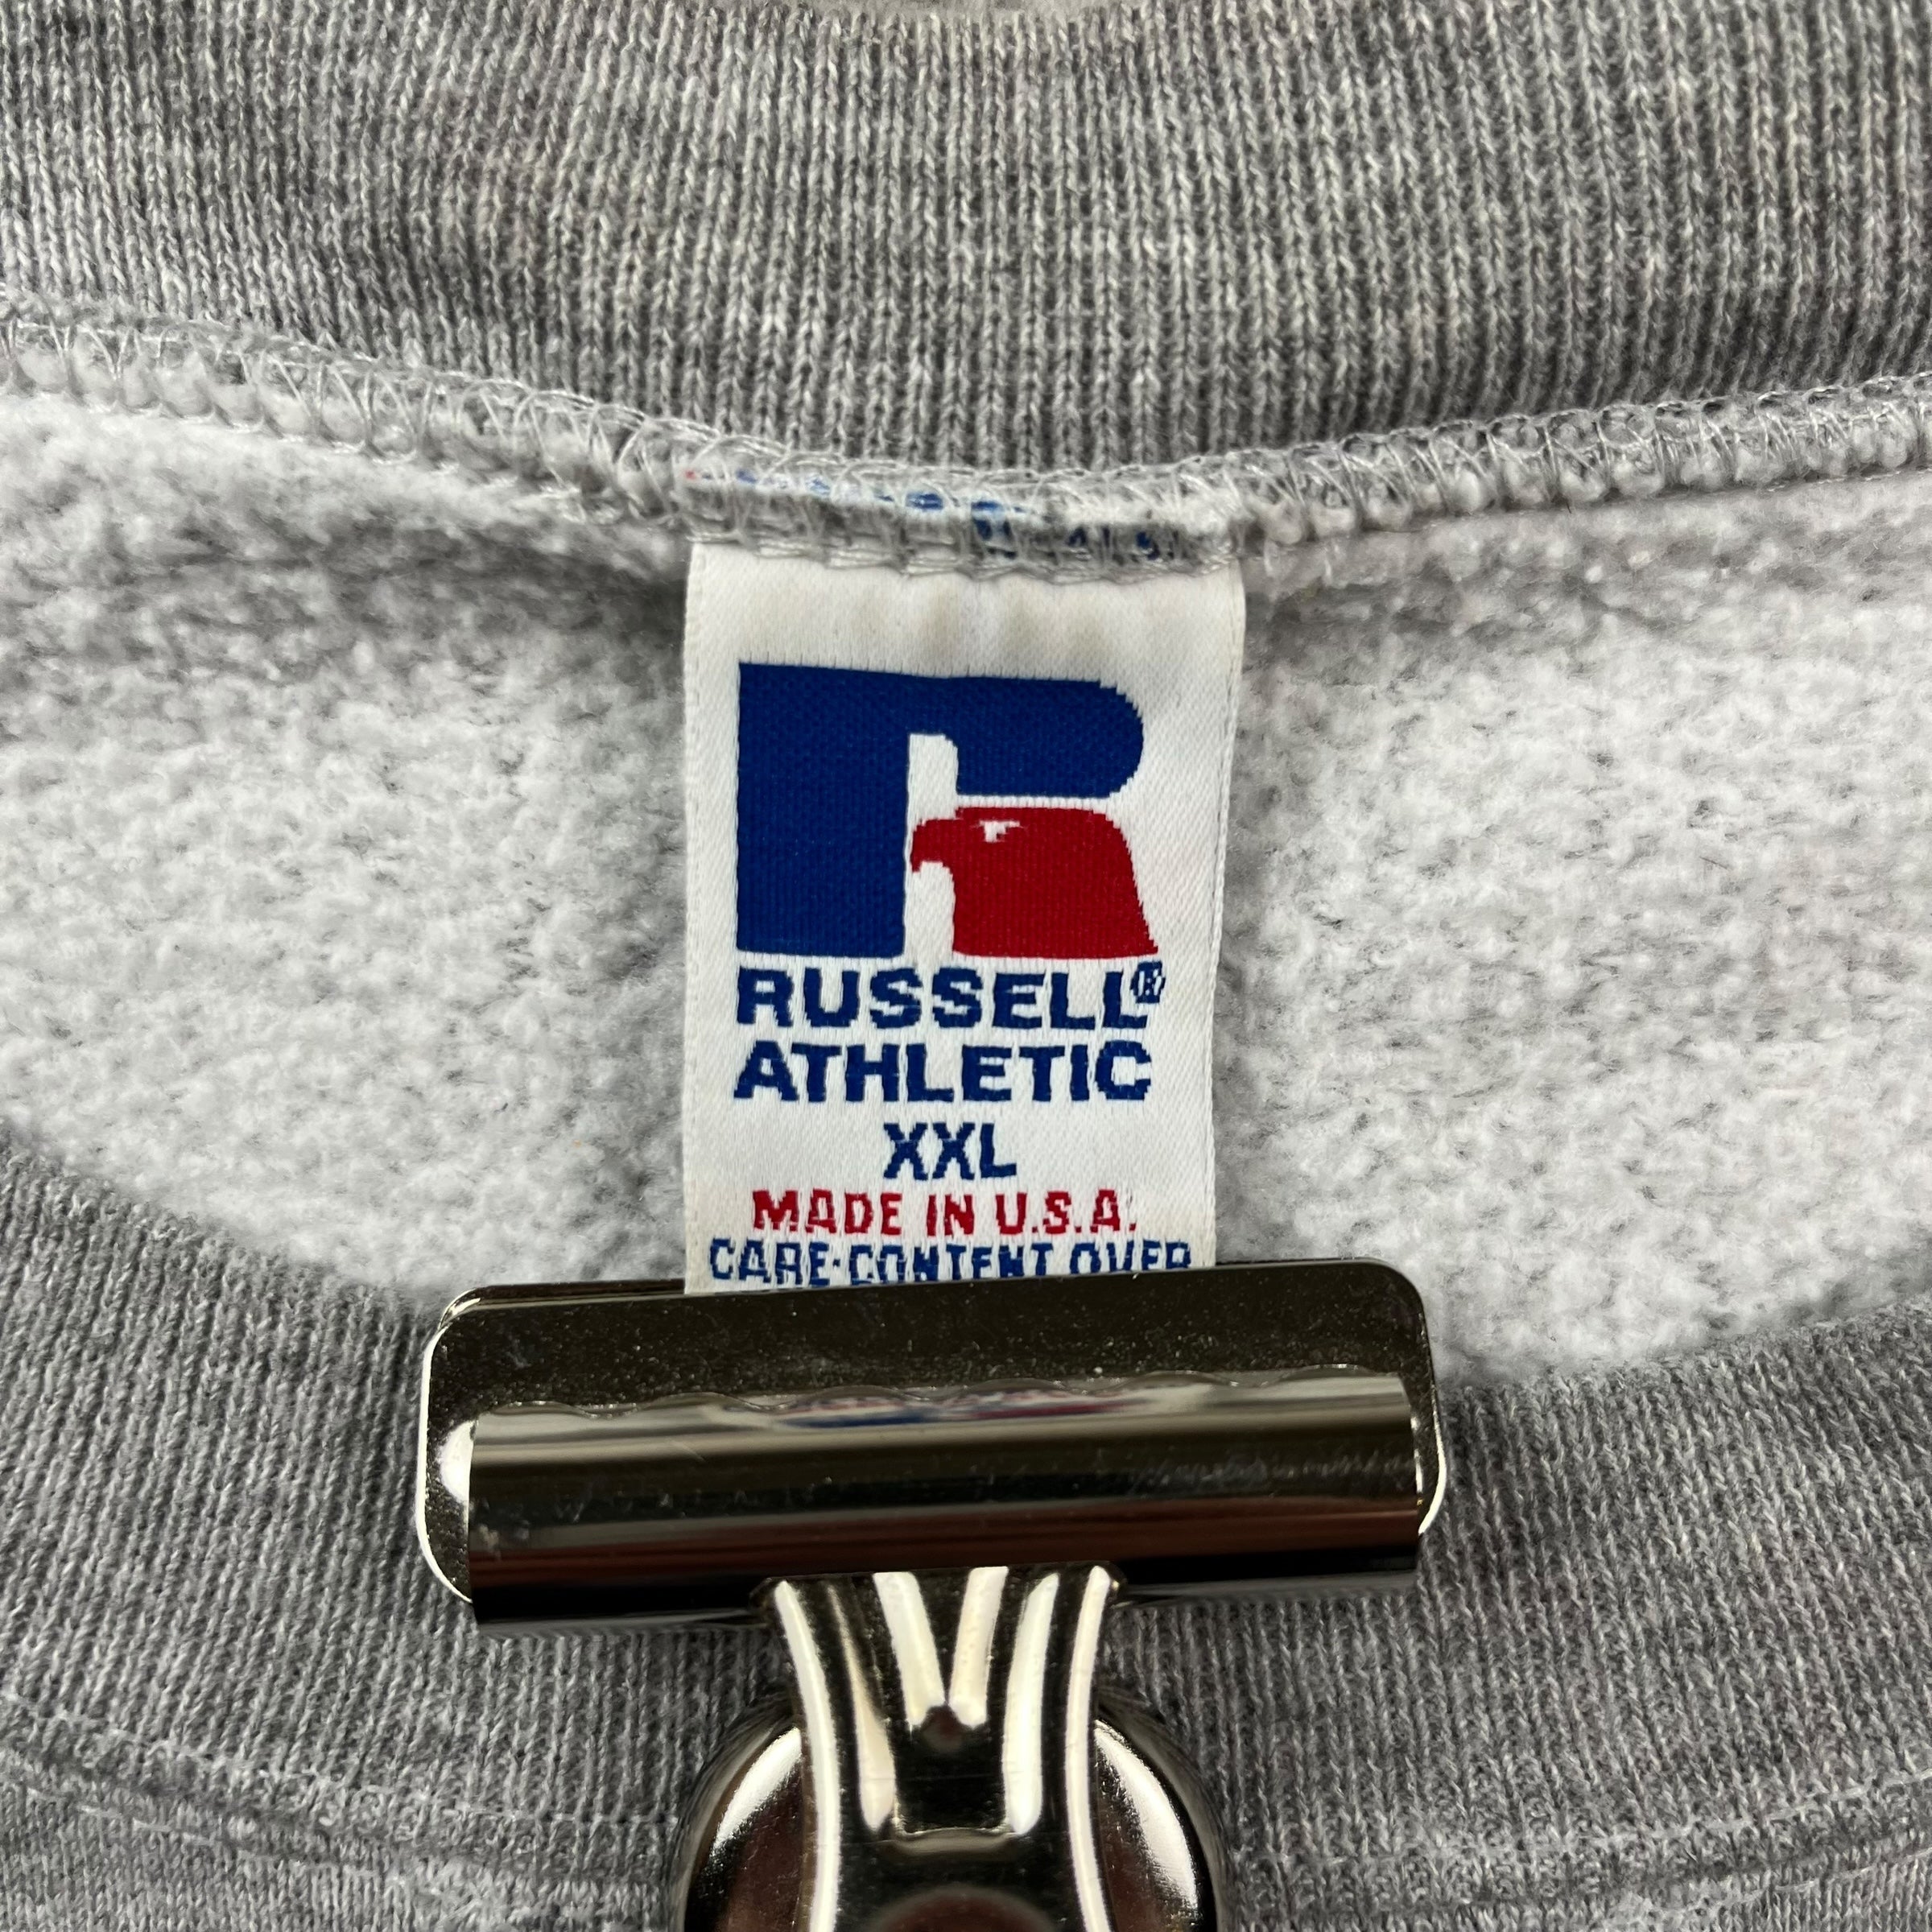 RUSSELL®
ATHLETIC
XXL
MADE IN U.S.A.
CARE·CONTENT OVER